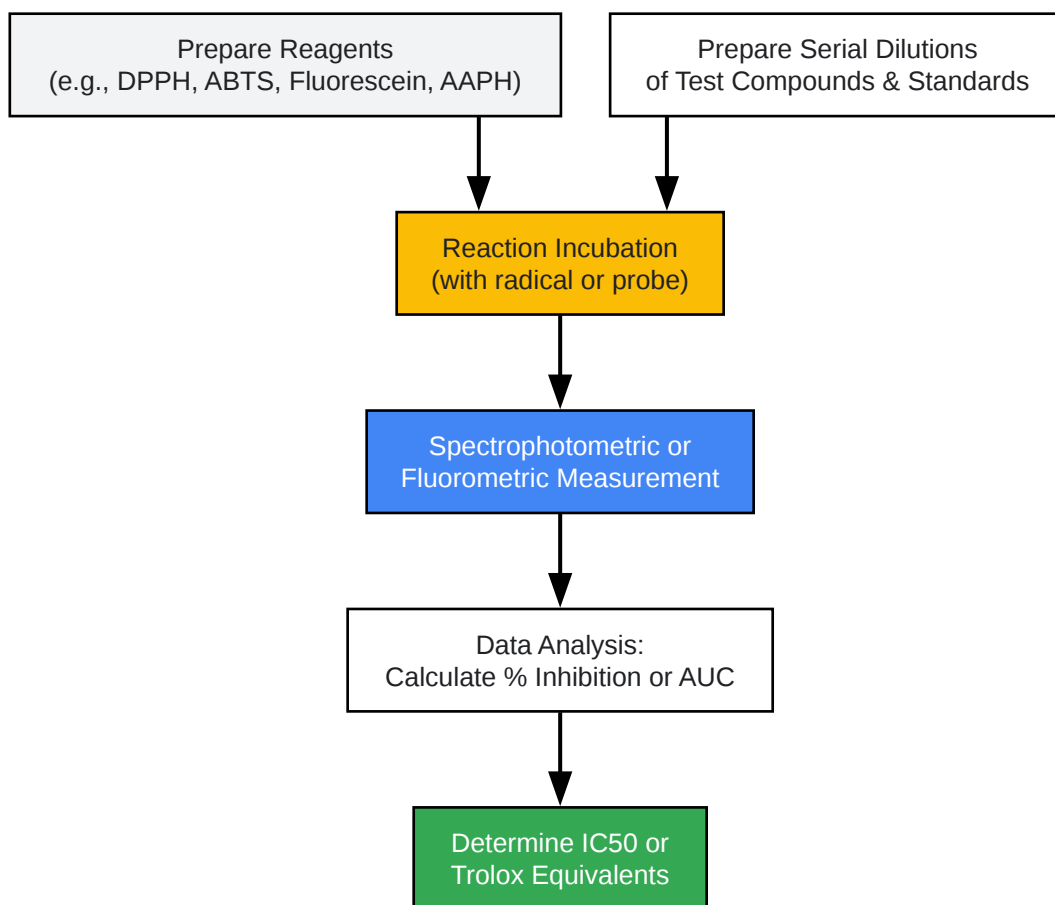 Prepare Reagents
(e.g., DPPH, ABTS, Fluorescein, AAPH)
Prepare Serial Dilutions
of Test Compounds & Standards
Reaction Incubation
(with radical or probe)
Spectrophotometric or
Fluorometric Measurement
Data Analysis:
Calculate % Inhibition or AUC
Determine IC50 or
Trolox Equivalents